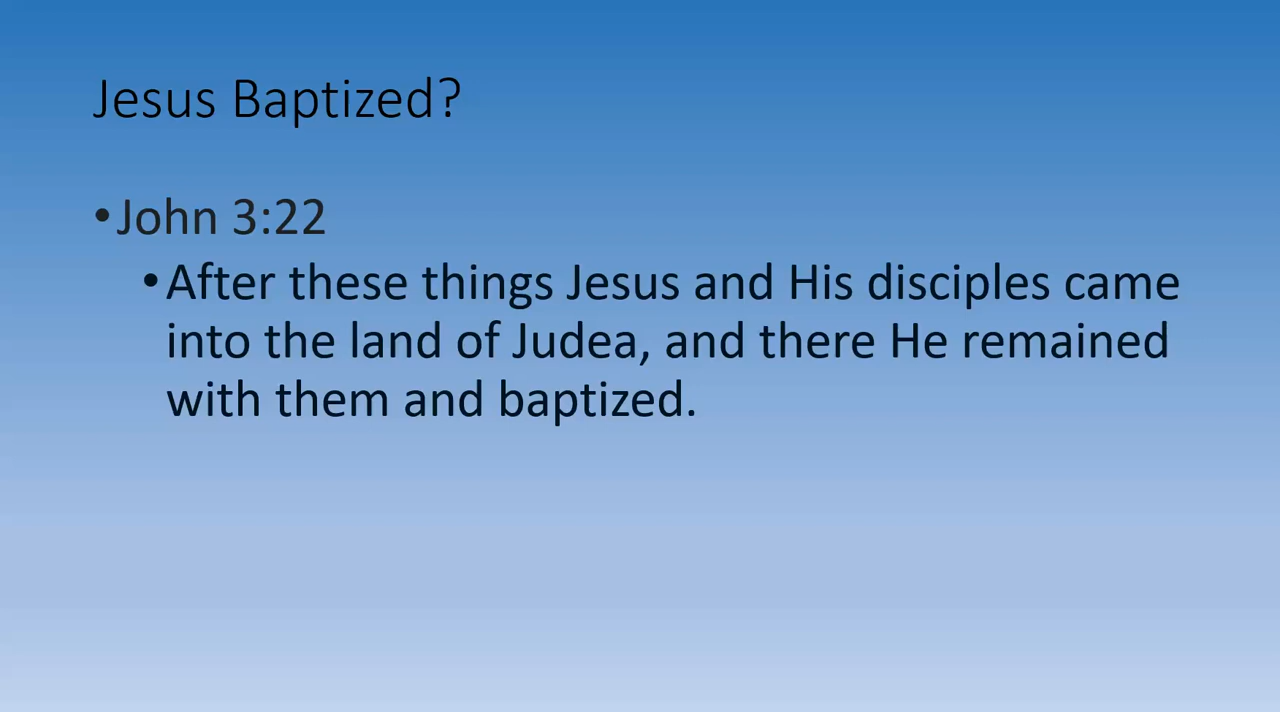 Jesus Baptized?
•John 3:22
•After these things Jesus and His disciples came
into the land of Judea, and there He remained
with them and baptized.